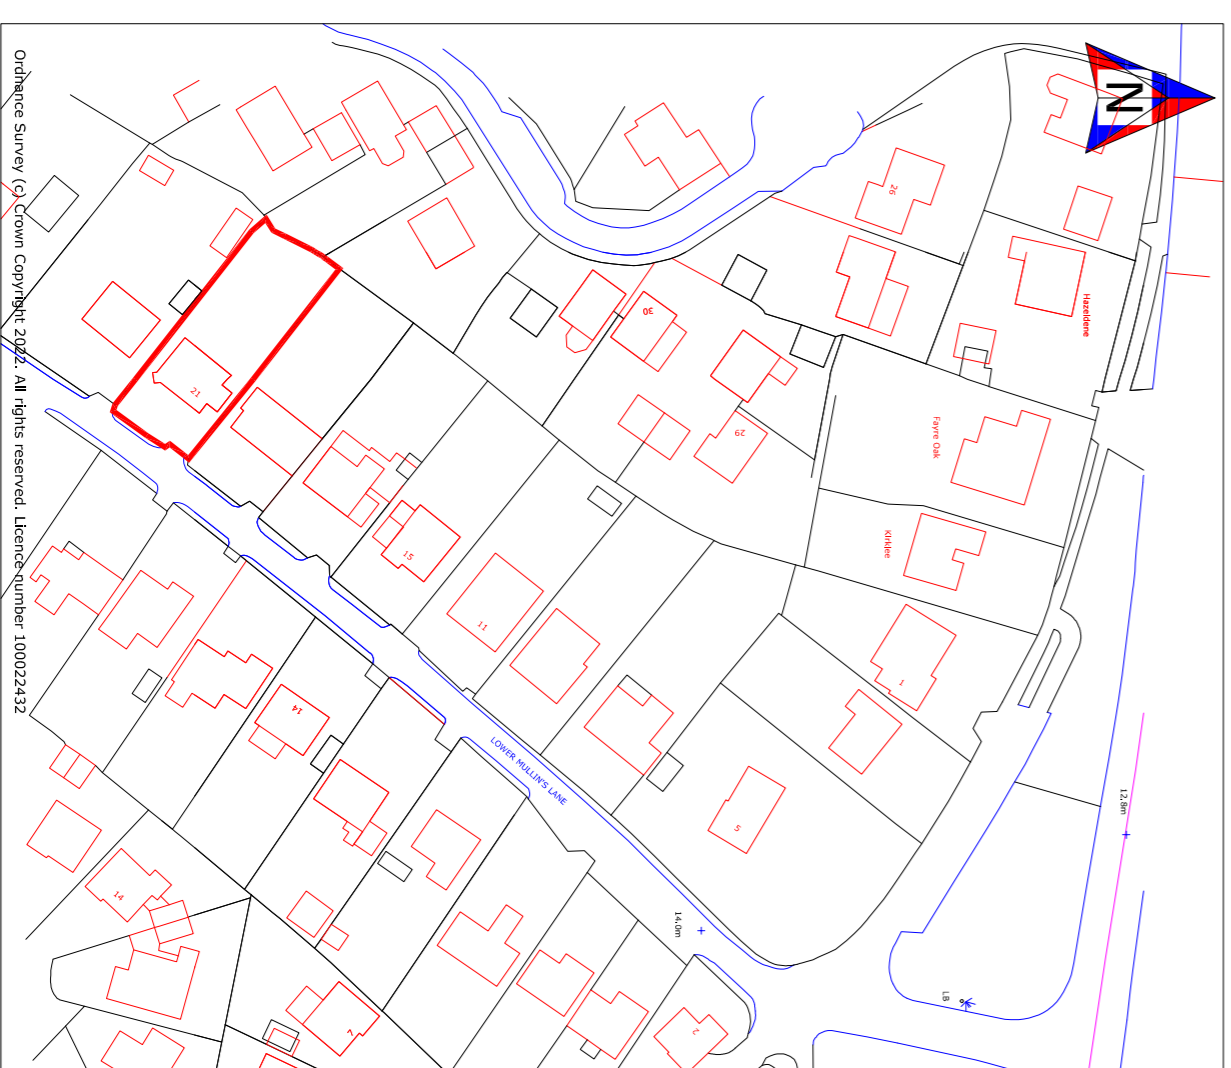 N
26
Hazeldene
30
29
Fayre Oak
Kirklee
21
15
11
1
5
14
LOWER MULLIN'S LANE
12.8m
14.0m
LB
14
7
2
Ordnance Survey (c) Crown Copyright 2022. All rights reserved. Licence number 100022432